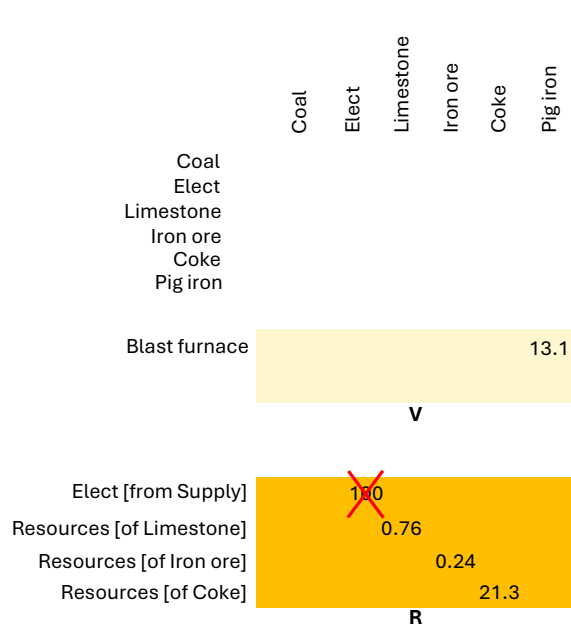 Coal Elect Limestone Iron ore Coke Pig iron
Coal
Elect
Limestone
Iron ore
Coke
Pig iron
Blast furnace 13.1
V
Elect [from Supply] 100
Resources [of Limestone] 0.76
Resources [of Iron ore] 0.24
Resources [of Coke] 21.3
R